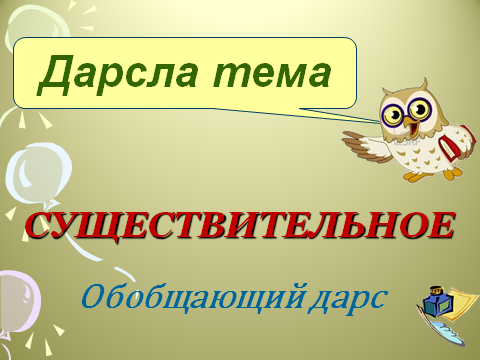 Дарсла тема
СУЩЕСТВИТЕЛЬНОЕ
Обобщающий дарс